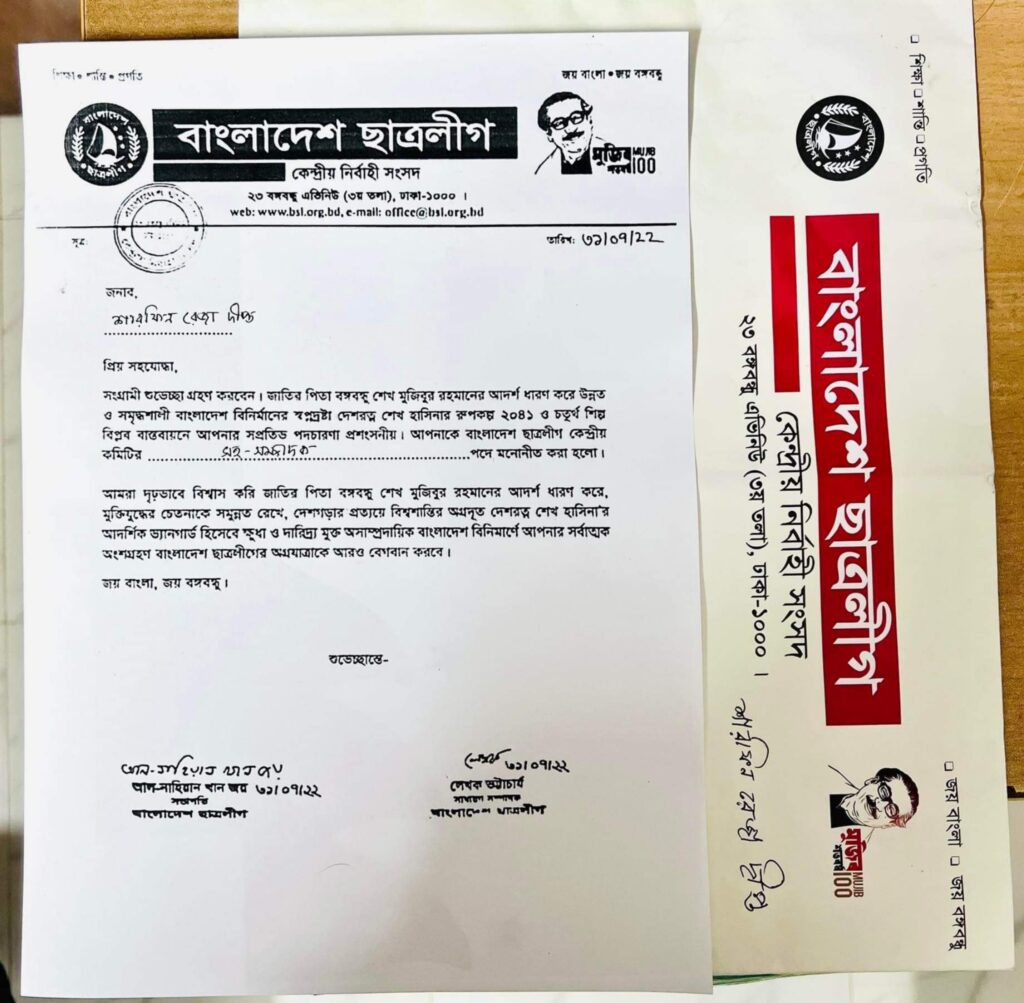 শিক্ষা • শান্তি • প্রগতি
জয় বাংলা • জয় বঙ্গবন্ধু
বাংলাদেশ ছাত্রলীগ
কেন্দ্রীয় নির্বাহী সংসদ
২৩ বঙ্গবন্ধু এভিনিউ (৩য় তলা), ঢাকা-১০০০ ।
web: www.bsl.org.bd, e-mail: office@bsl.org.bd
মুজিব
শতবর্ষ
MUJIB
100
সূত্র:
তারিখ: ৩১/০৭/২২
জনাব,
শারফিন রেজা দীপ্ত
প্রিয় সহযোদ্ধা,
সংগ্রামী শুভেচ্ছা গ্রহণ করবেন। জাতির পিতা বঙ্গবন্ধু শেখ মুজিবুর রহমানের আদর্শ ধারণ করে উন্নত
ও সমৃদ্ধশালী বাংলাদেশ বিনির্মানের স্বপ্নদ্রষ্টা দেশরত্ন শেখ হাসিনার রুপকল্প ২০৪১ ও চতুর্থ শিল্প
বিপ্লব বাস্তবায়নে আপনার সপ্রতিভ পদচারণা প্রশংসনীয়। আপনাকে বাংলাদেশ ছাত্রলীগ কেন্দ্রীয়
কমিটির সহ-সম্পাদক পদে মনোনীত করা হলো।
আমরা দৃঢ়ভাবে বিশ্বাস করি জাতির পিতা বঙ্গবন্ধু শেখ মুজিবুর রহমানের আদর্শ ধারণ করে,
মুক্তিযুদ্ধের চেতনাকে সমুন্নত রেখে, দেশগড়ার প্রত্যয়ে বিশ্বশান্তির অগ্রদূত দেশরত্ন শেখ হাসিনা'র
আদর্শিক ভ্যানগার্ড হিসেবে ক্ষুধা ও দারিদ্র্য মুক্ত অসাম্প্রদায়িক বাংলাদেশ বিনিমার্ণে আপনার সর্বাত্মক
অংশগ্রহণ বাংলাদেশ ছাত্রলীগের অগ্রযাত্রাকে আরও বেগবান করবে।
জয় বাংলা, জয় বঙ্গবন্ধু।
শুভেচ্ছান্তে-
আল-নাহিয়ান খান জয় ৩১/০৭/২২
সভাপতি
বাংলাদেশ ছাত্রলীগ
লেখক ৩১/০৭/২২
লেখক ভট্টাচার্য
সাধারণ সম্পাদক
বাংলাদেশ ছাত্রলীগ
শিক্ষা □ শান্তি □ প্রগতি
□ জয় বাংলা □ জয় বঙ্গবন্ধু
বাংলাদেশ ছাত্রলীগ
কেন্দ্রীয় নির্বাহী সংসদ
২৩ বঙ্গবন্ধু এভিনিউ (৩য় তলা), ঢাকা-১০০০ ।
মুজিব
শতবর্ষ
MUJIB
100